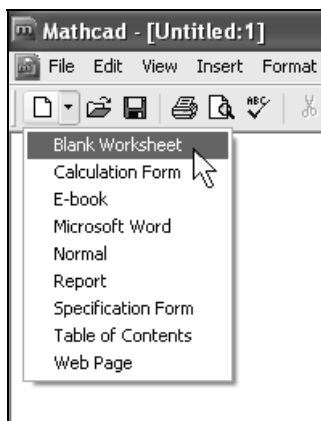 Mathcad - [Untitled:1]
File Edit View Insert Format
ABC
Blank Worksheet
Calculation Form
E-book
Microsoft Word
Normal
Report
Specification Form
Table of Contents
Web Page